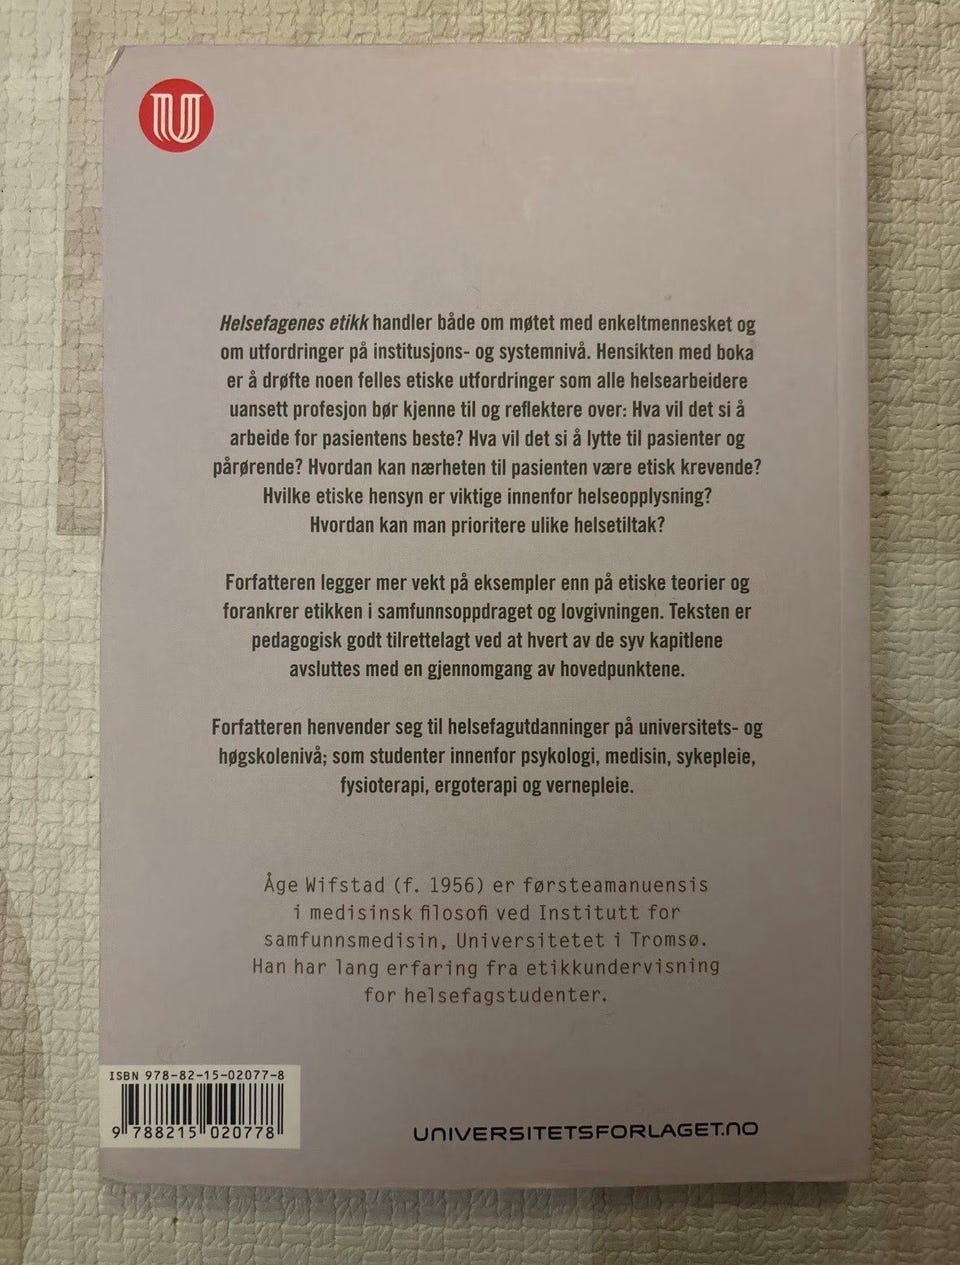 U
Helsefagenes etikk handler både om møtet med enkeltmennesket og
om utfordringer på institusjons- og systemnivå. Hensikten med boka
er å drøfte noen felles etiske utfordringer som alle helsearbeidere
uansett profesjon bør kjenne til og reflektere over: Hva vil det si å
arbeide for pasientens beste? Hva vil det si å lytte til pasienter og
pårørende? Hvordan kan nærheten til pasienten være etisk krevende?
Hvilke etiske hensyn er viktige innenfor helseopplysning?
Hvordan kan man prioritere ulike helsetiltak?
Forfatteren legger mer vekt på eksempler enn på etiske teorier og
forankrer etikken i samfunnsoppdraget og lovgivningen. Teksten er
pedagogisk godt tilrettelagt ved at hvert av de syv kapitlene
avsluttes med en gjennomgang av hovedpunktene.
Forfatteren henvender seg til helsefagutdanninger på universitets- og
høgskolenivå; som studenter innenfor psykologi, medisin, sykepleie,
fysioterapi, ergoterapi og vernepleie.
Åge Wifstad (f. 1956) er førsteamanuensis
i medisinsk filosofi ved Institutt for
samfunnsmedisin, Universitetet i Tromsø.
Han har lang erfaring fra etikkundervisning
for helsefagstudenter.
ISBN 978-82-15-02077-8
9 788215 020778
UNIVERSITETSFORLAGET.NO